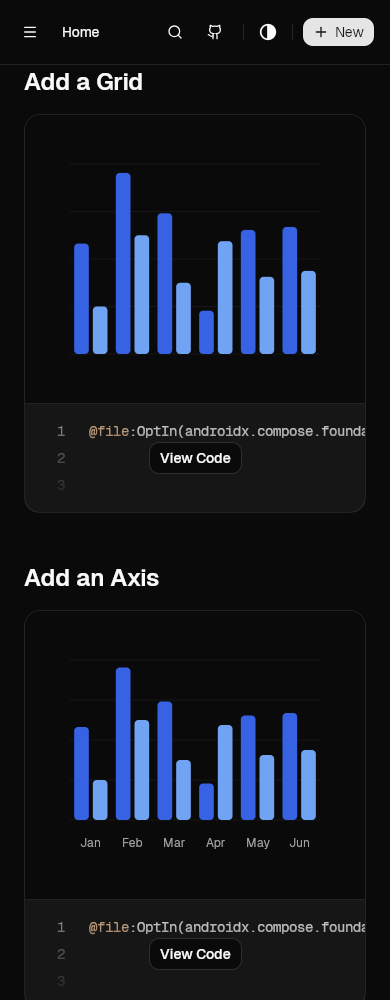 Home
New
Add a Grid
1 @file:OptIn(androidx.compose.founda
2
View Code
3
Add an Axis
Jan Feb Mar Apr May Jun
1 @file:OptIn(androidx.compose.founda
2
View Code
3